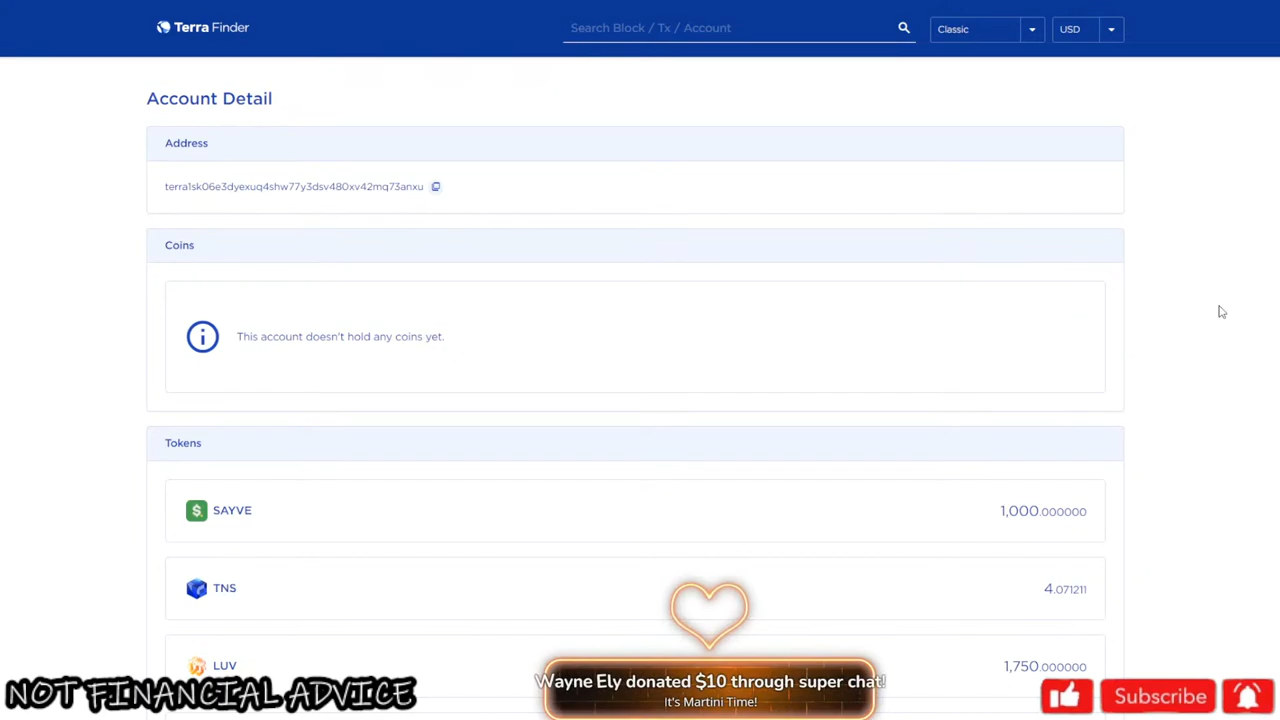 Terra Finder
Search Block / Tx / Account
Classic
USD
Account Detail
Address
terra1sk06e3dyexuq4shw77y3dsv480xv42mq73anxu
Coins
This account doesn't hold any coins yet.
Tokens
SAYVE 1,000.000000
TNS 4.071211
LUV 1,750.000000
Wayne Ely donated $10 through super chat!
It's Martini Time!
NOT FINANCIAL ADVICE
Subscribe